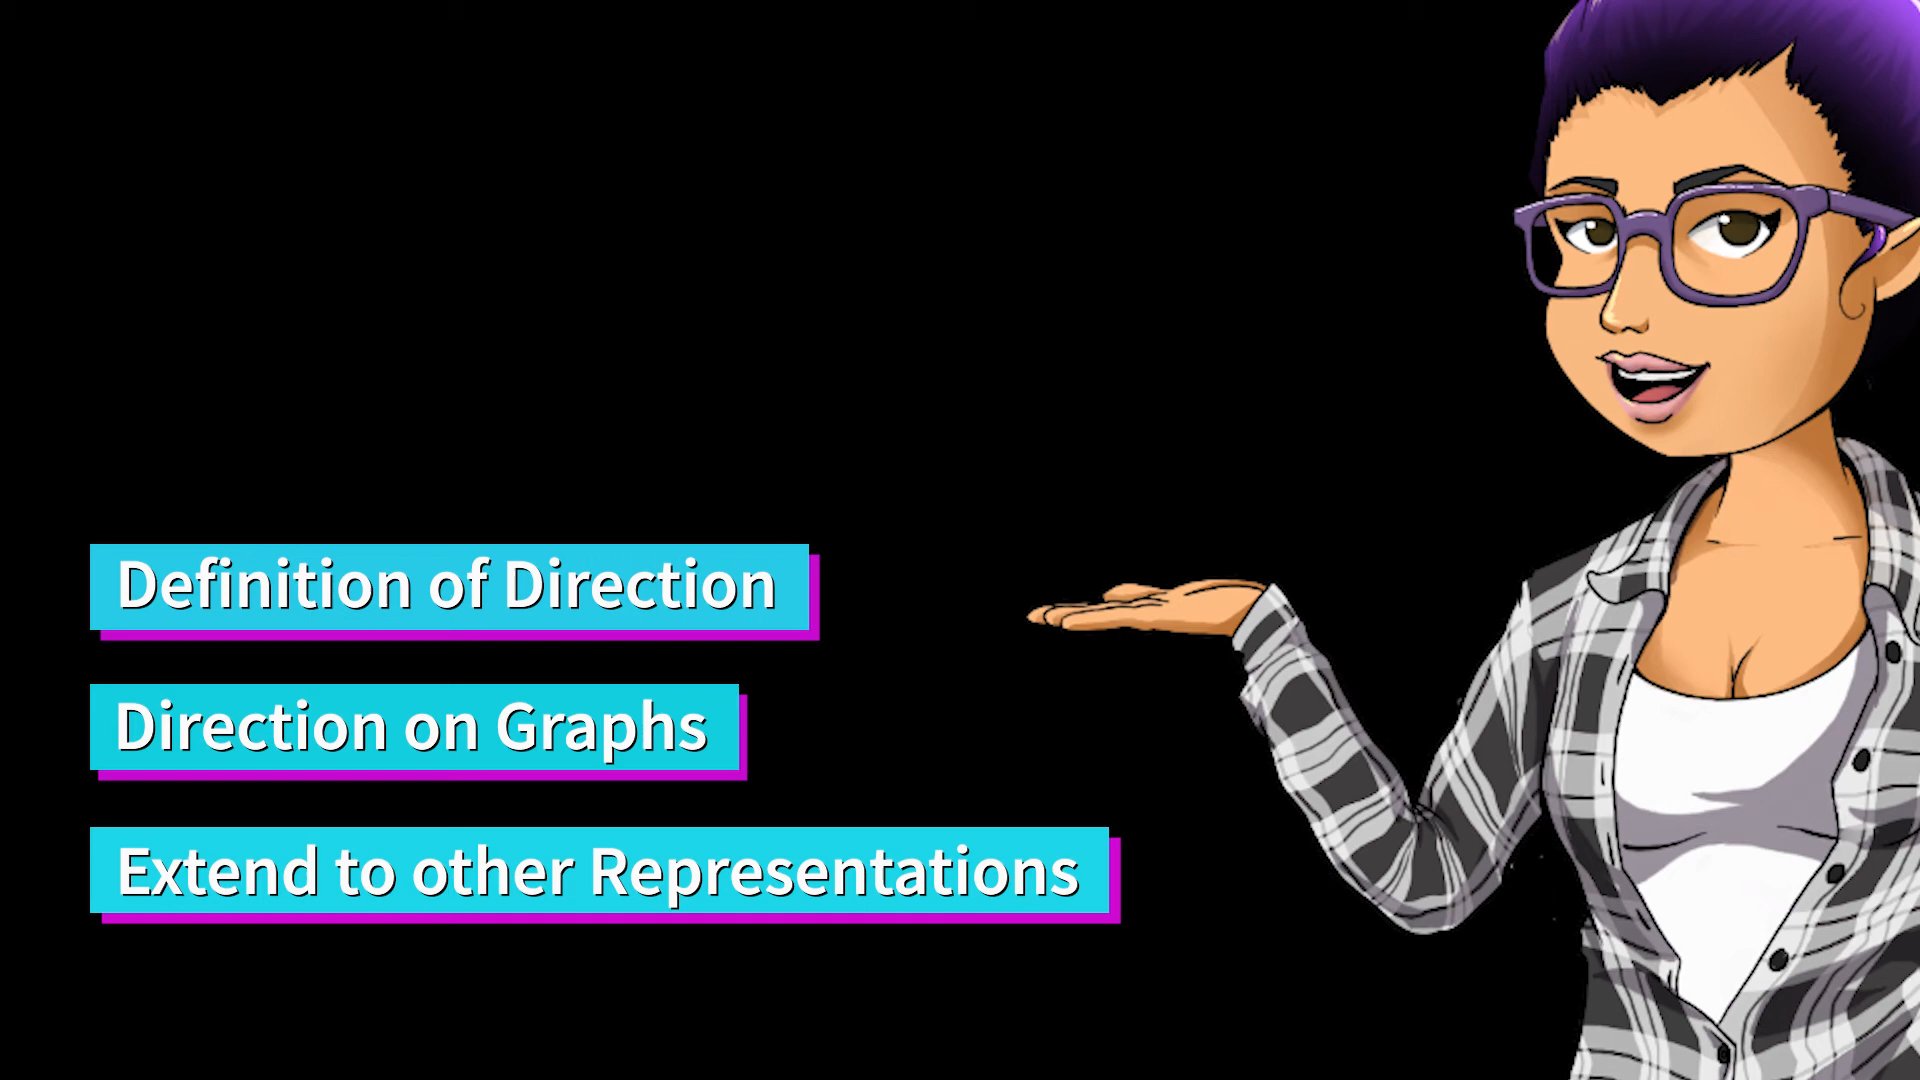 Definition of Direction
Direction on Graphs
Extend to other Representations